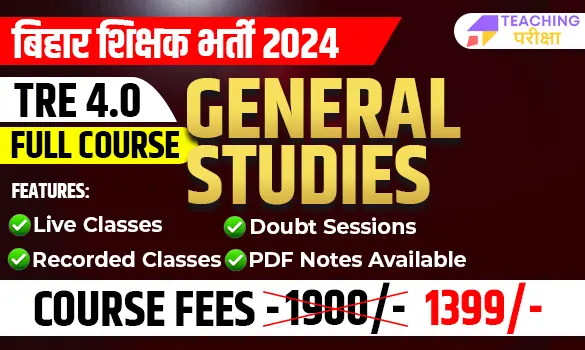 बिहार शिक्षक भर्ती 2024
TEACHING
परीक्षा
TRE 4.0
FULL COURSE
GENERAL
STUDIES
FEATURES:
Live Classes
Doubt Sessions
Recorded Classes
PDF Notes Available
COURSE FEES -1900/- 1399/-